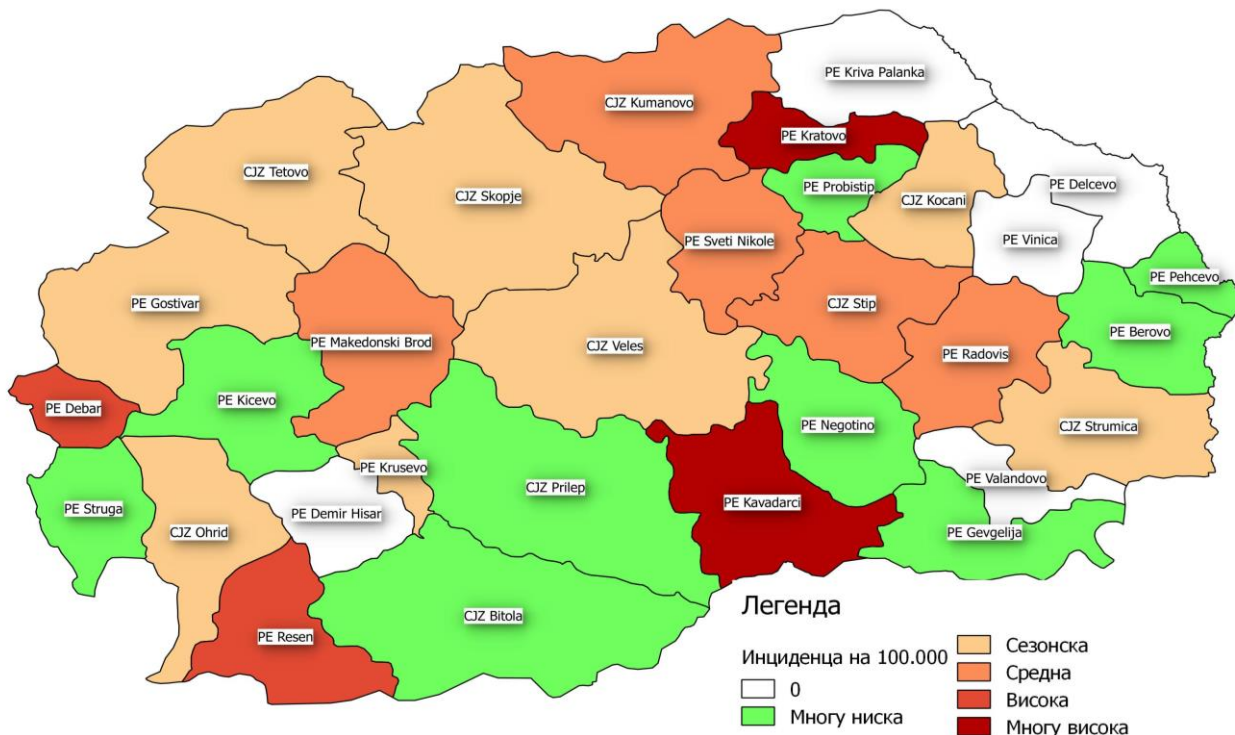 PE Kriva Palanka
CJZ Kumanovo
PE Kratovo
CJZ Tetovo
CJZ Skopje
PE Probistip
CJZ Kocani
PE Delcevo
PE Sveti Nikole
PE Vinica
PE Pehcevo
PE Gostivar
CJZ Stip
PE Makedonski Brod
CJZ Veles
PE Radovis
PE Berovo
PE Debar
PE Kicevo
PE Negotino
CJZ Strumica
PE Krusevo
PE Valandovo
CJZ Prilep
PE Kavadarci
PE Struga
PE Demir Hisar
CJZ Ohrid
PE Gevgelija
CJZ Bitola
PE Resen
Легенда
Инциденца на 100.000
0
Многу ниска
Сезонска
Средна
Висока
Многу висока